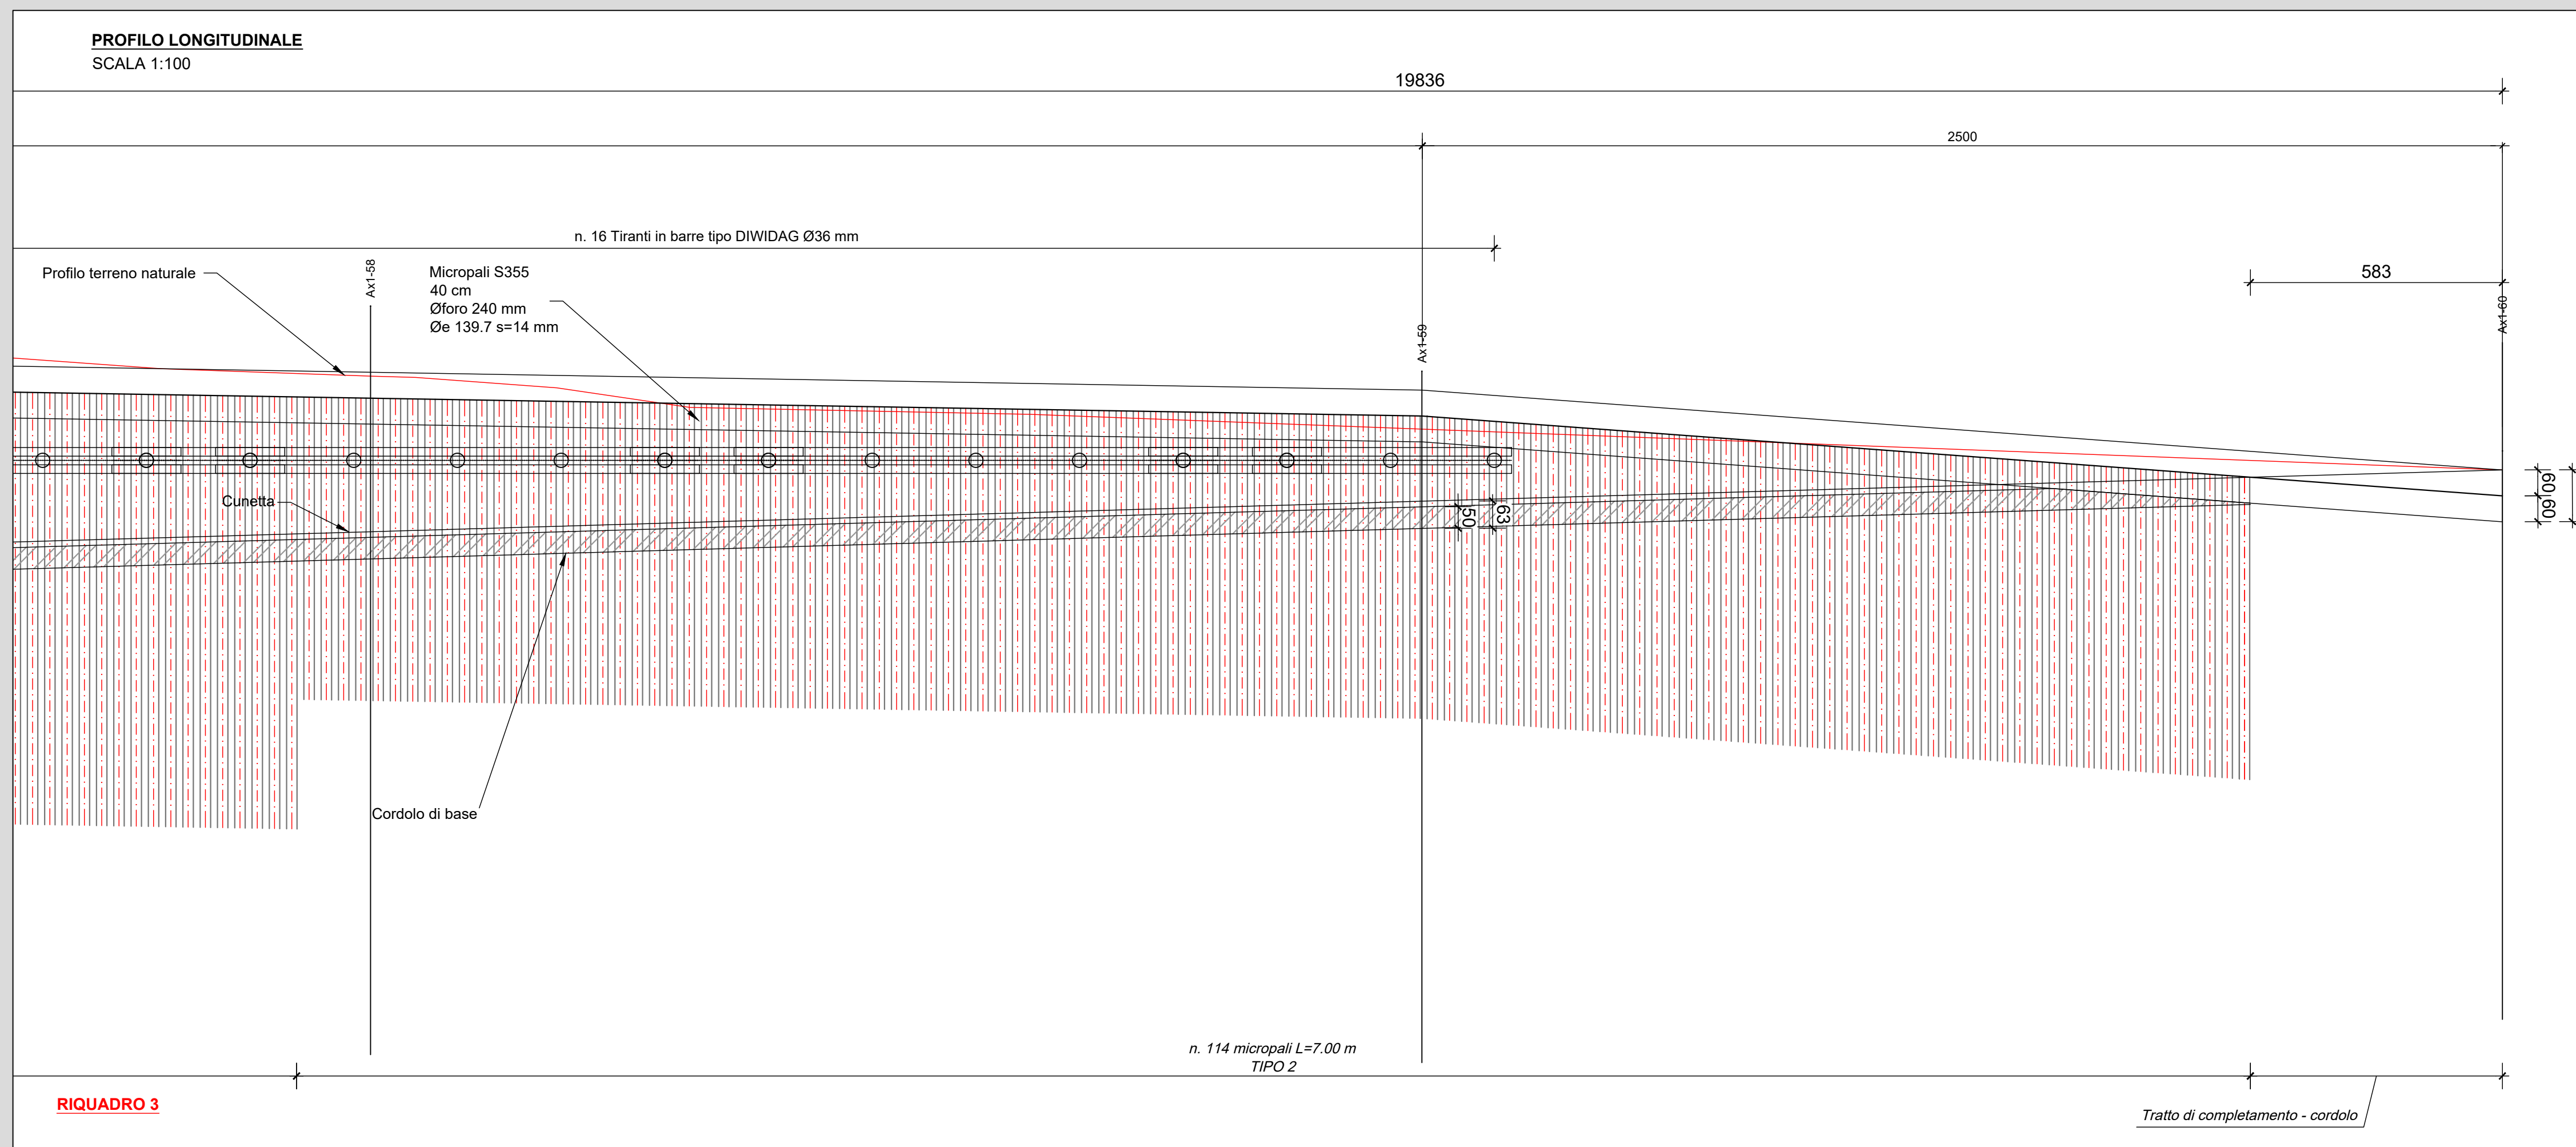 PROFILO LONGITUDINALE
SCALA 1:100
19836
2500
n. 16 Tiranti in barre tipo DIWIDAG Ø36 mm
583
Profilo terreno naturale
Ax1-58
Micropali S355
40 cm
Øforo 240 mm
Øe 139.7 s=14 mm
Ax1-59
Ax1-60
Cunetta
50
63
60
60
Cordolo di base
n. 114 micropali L=7.00 m
TIPO 2
RIQUADRO 3
Tratto di completamento - cordolo